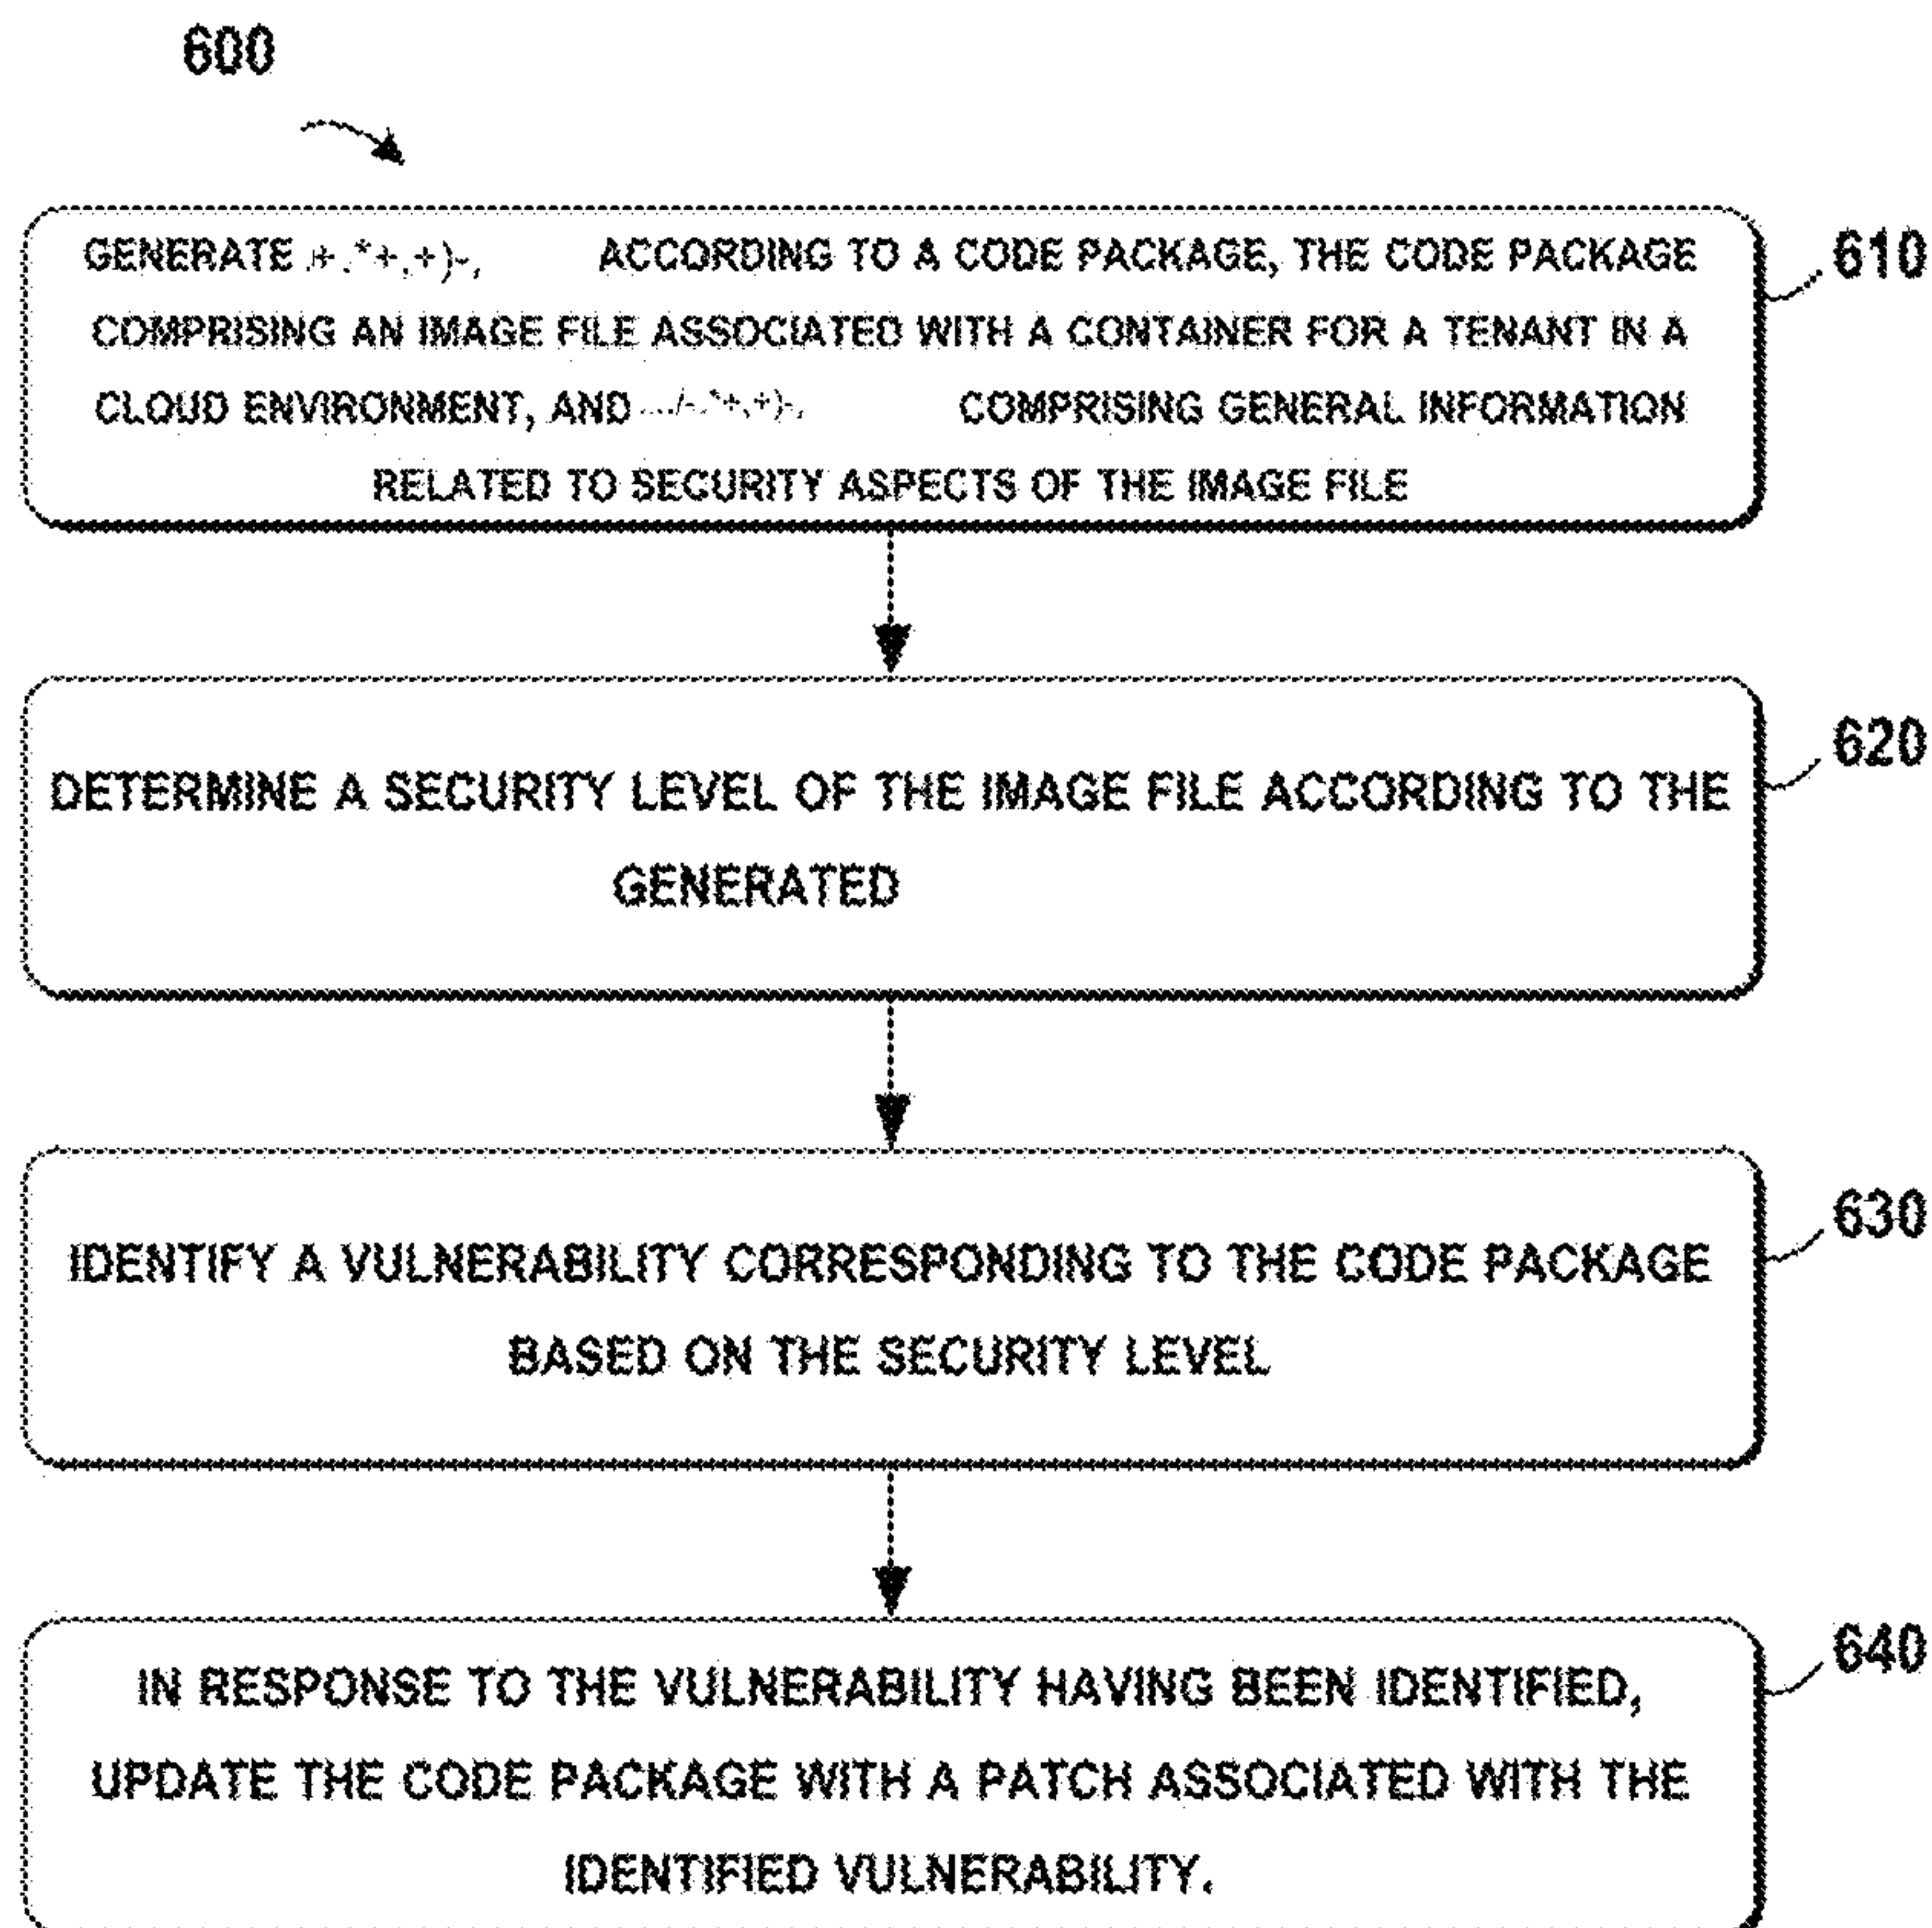 600
GENERATE ACCORDING TO A CODE PACKAGE, THE CODE PACKAGE
COMPRISING AN IMAGE FILE ASSOCIATED WITH A CONTAINER FOR A TENANT IN A
CLOUD ENVIRONMENT, AND COMPRISING GENERAL INFORMATION
RELATED TO SECURITY ASPECTS OF THE IMAGE FILE
610
DETERMINE A SECURITY LEVEL OF THE IMAGE FILE ACCORDING TO THE
GENERATED
620
IDENTIFY A VULNERABILITY CORRESPONDING TO THE CODE PACKAGE
BASED ON THE SECURITY LEVEL
630
IN RESPONSE TO THE VULNERABILITY HAVING BEEN IDENTIFIED,
UPDATE THE CODE PACKAGE WITH A PATCH ASSOCIATED WITH THE
IDENTIFIED VULNERABILITY.
640